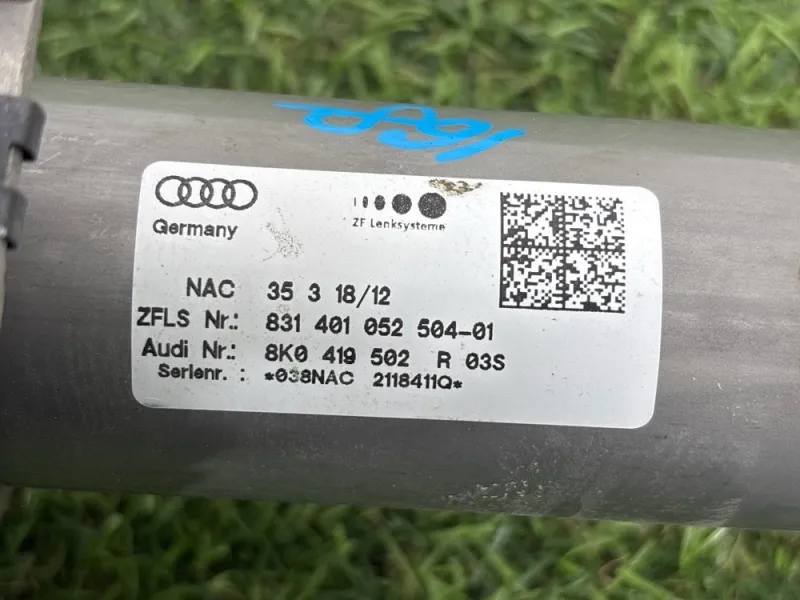 Germany
ZF Lenksysteme
NAC 35 3 18/12
ZFLS Nr.: 831 401 052 504-01
Audi Nr.: 8K0 419 502 R 03S
Serienr. : *038NAC 2118411Q*